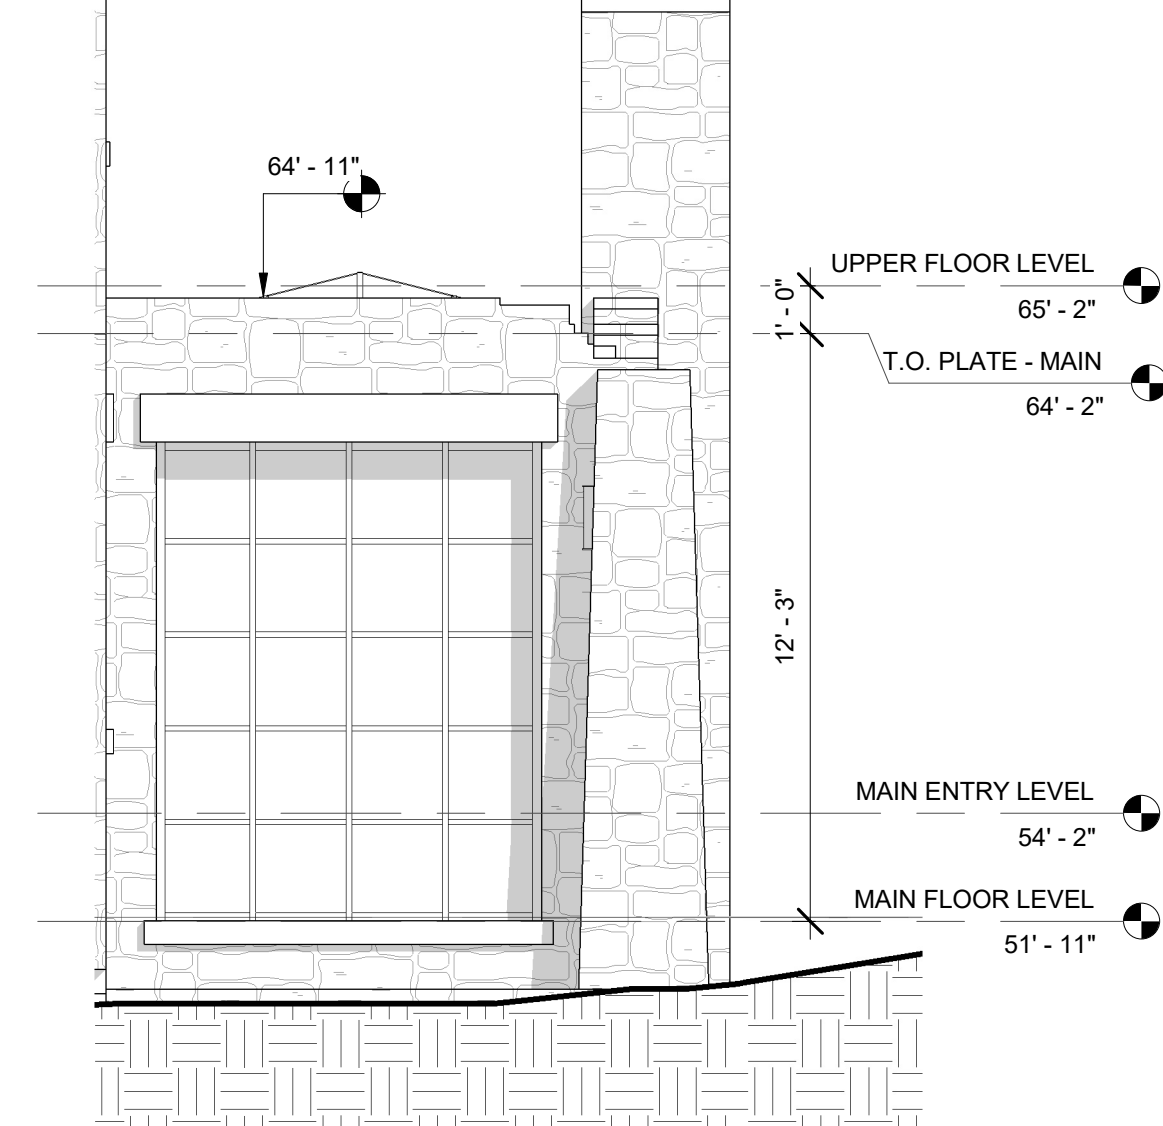 64' - 11"
UPPER FLOOR LEVEL
65' - 2"
1' - 0"
T.O. PLATE - MAIN
64' - 2"
12' - 3"
MAIN ENTRY LEVEL
54' - 2"
MAIN FLOOR LEVEL
51' - 11"